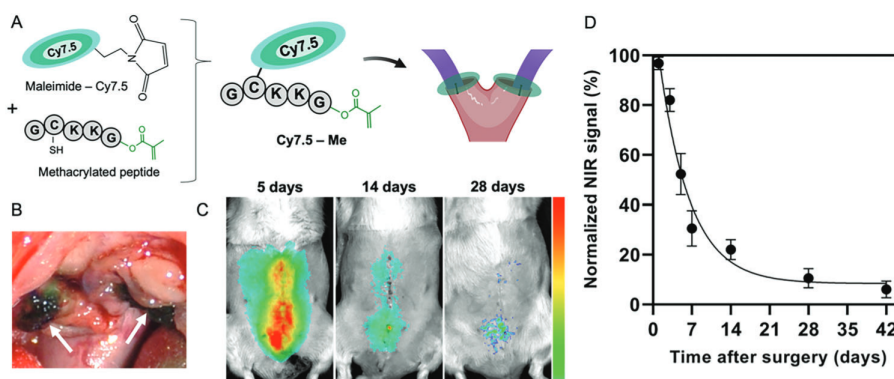 A
Cy7.5
Maleimide – Cy7.5
+
G C K K G
SH
Methacrylated peptide
Cy7.5
G C K K G
Cy7.5 – Me
B
C
5 days
14 days
28 days
D
Normalized NIR signal (%)
100
80
60
40
20
0
0 7 14 21 28 35 42
Time after surgery (days)
O
N
O
O
O
O
O